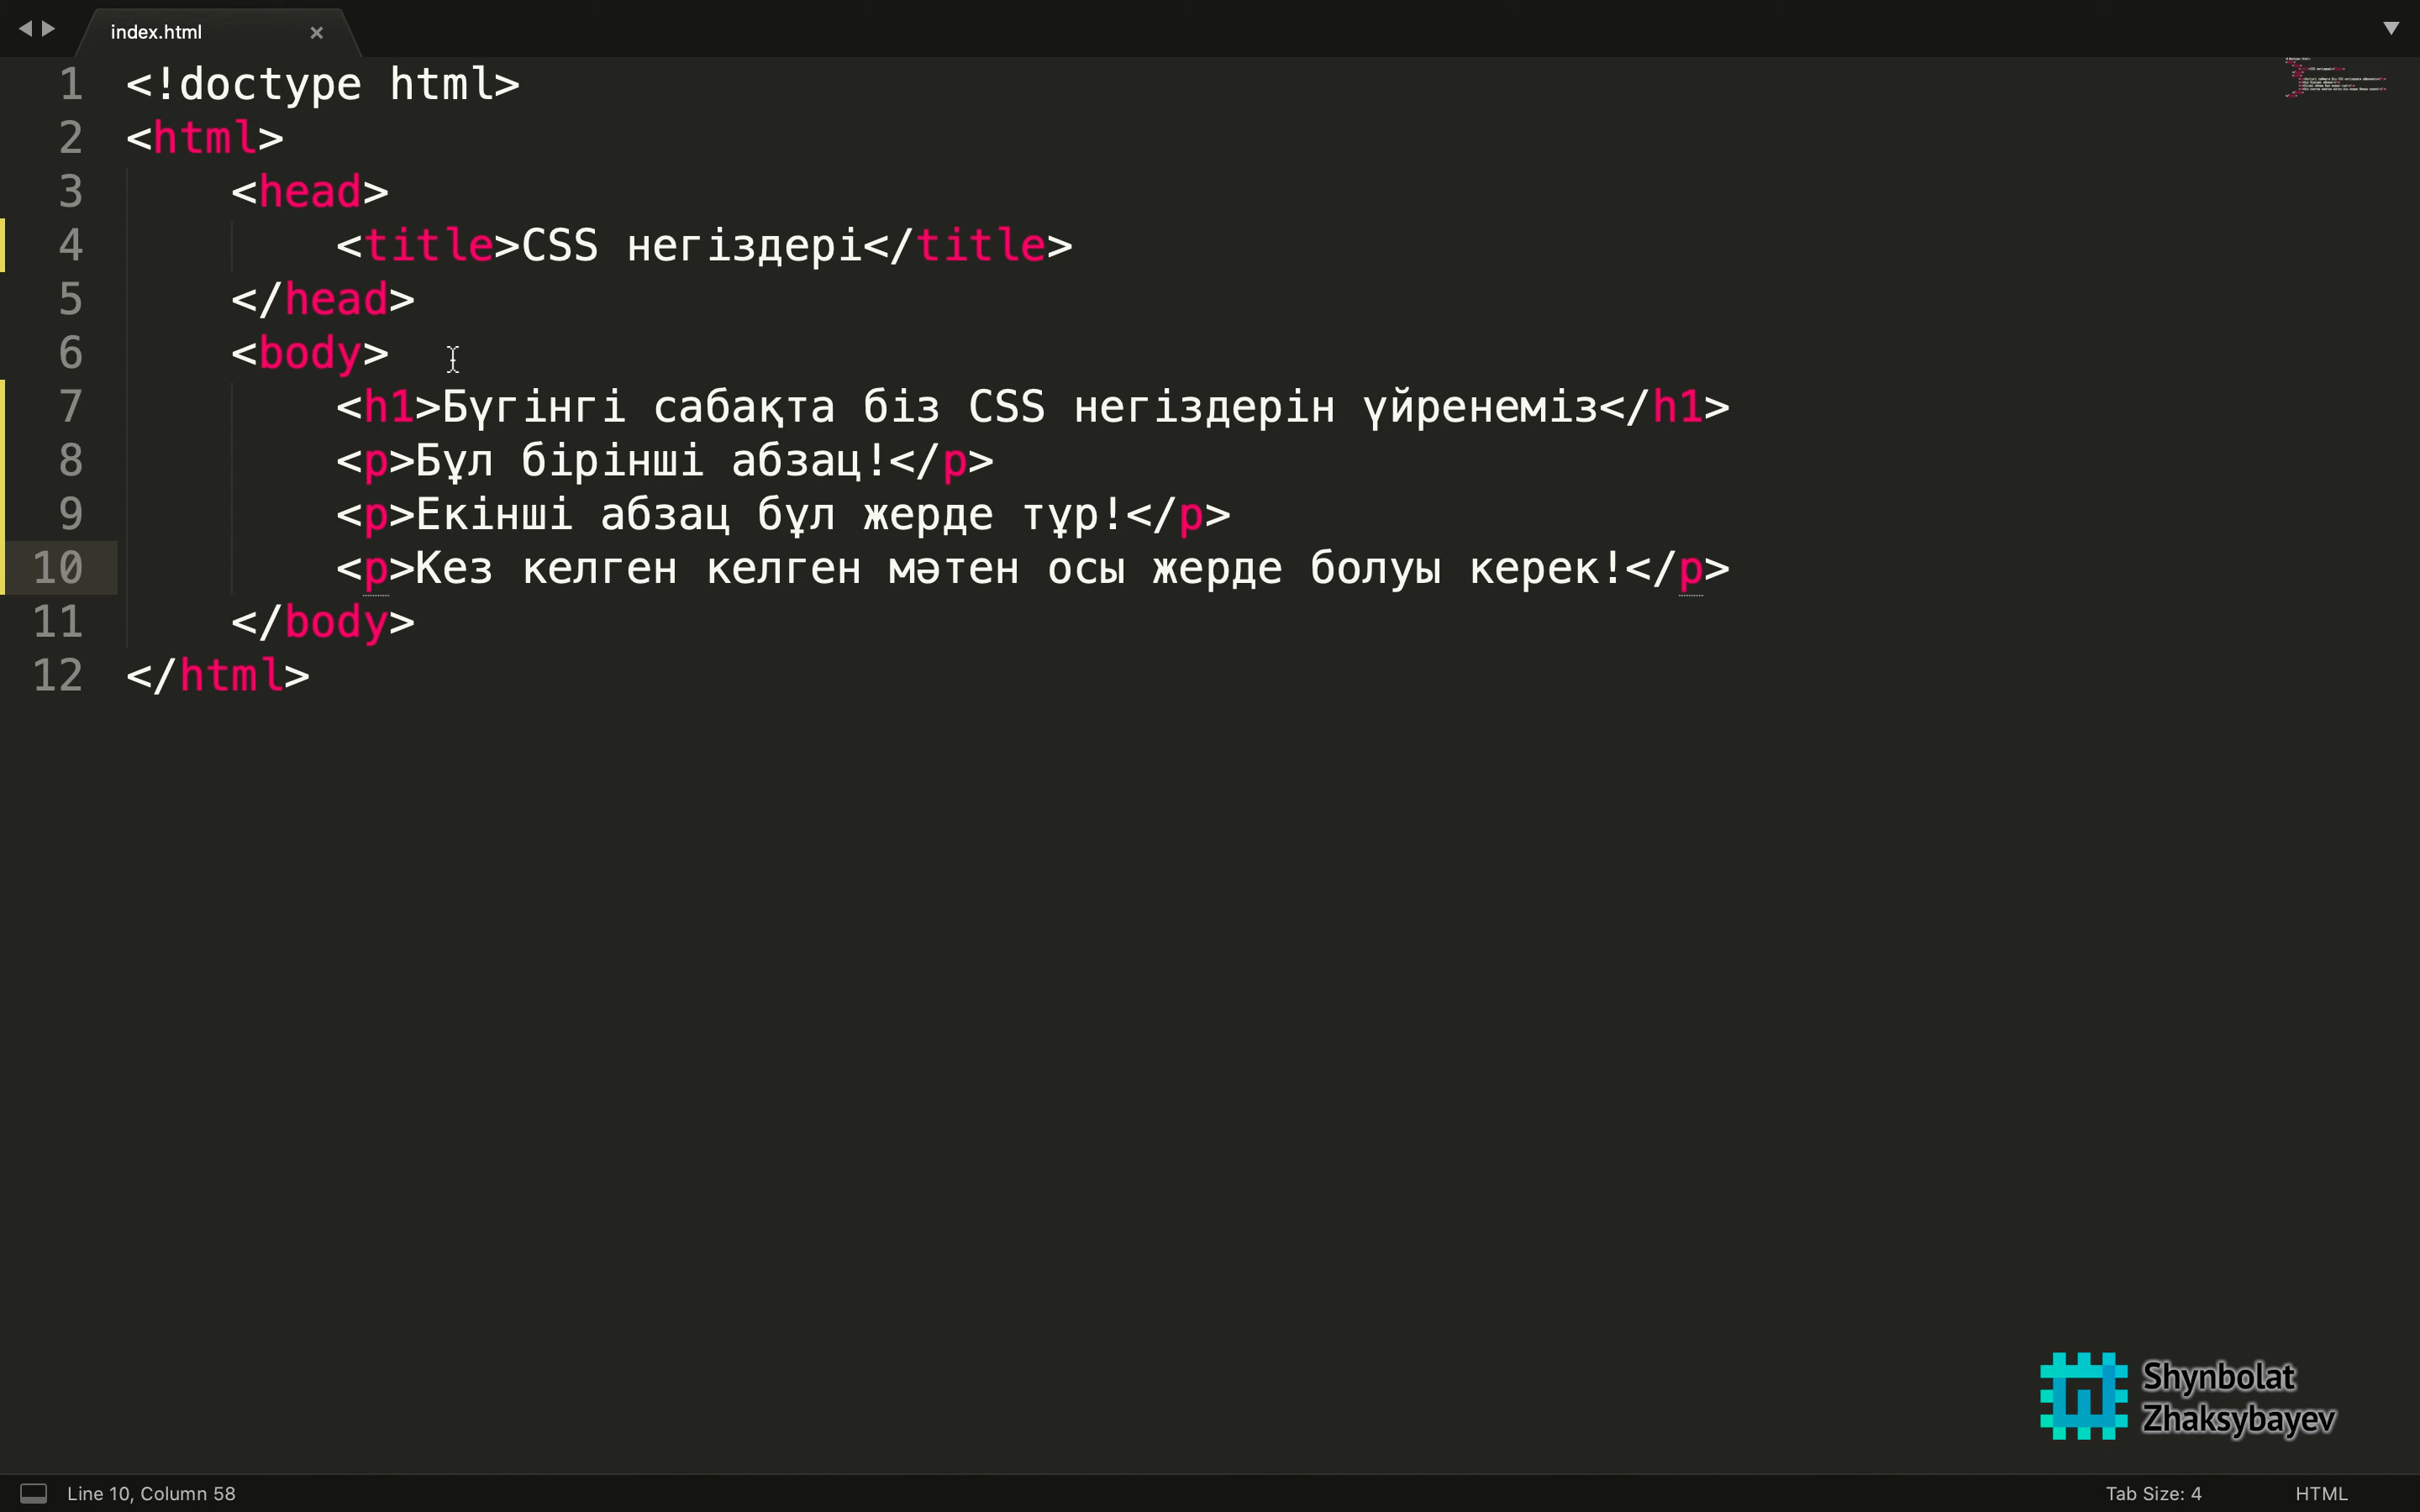 index.html
1 <!doctype html>
2 <html>
3 <head>
4 <title>CSS негіздері</title>
5 </head>
6 <body>
7 <h1>Бүгінгі сабақта біз CSS негіздерін үйренеміз</h1>
8 <p>Бұл бірінші абзац!</p>
9 <p>Екінші абзац бұл жерде тұр!</p>
10 <p>Кез келген келген мәтен осы жерде болуы керек!</p>
11 </body>
12 </html>
Shynbolat
Zhaksybayev
Line 10, Column 58
Tab Size: 4
HTML